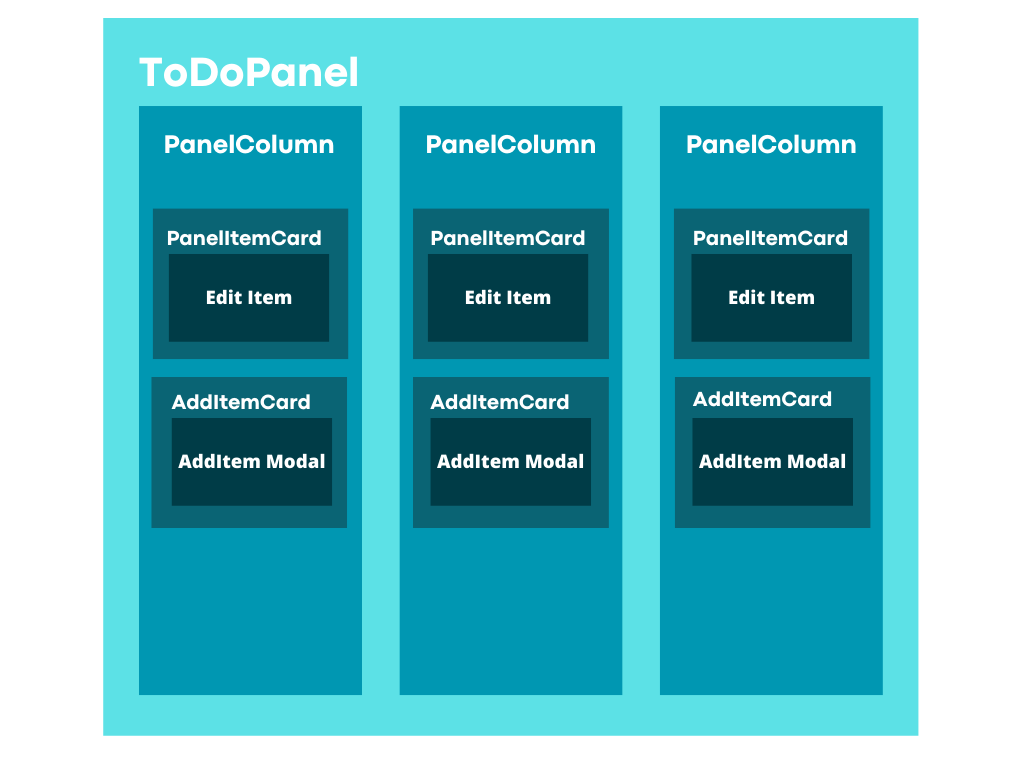 ToDoPanel
PanelColumn
PanelItemCard
Edit Item
AddItemCard
AddItem Modal
PanelColumn
PanelItemCard
Edit Item
AddItemCard
AddItem Modal
PanelColumn
PanelItemCard
Edit Item
AddItemCard
AddItem Modal